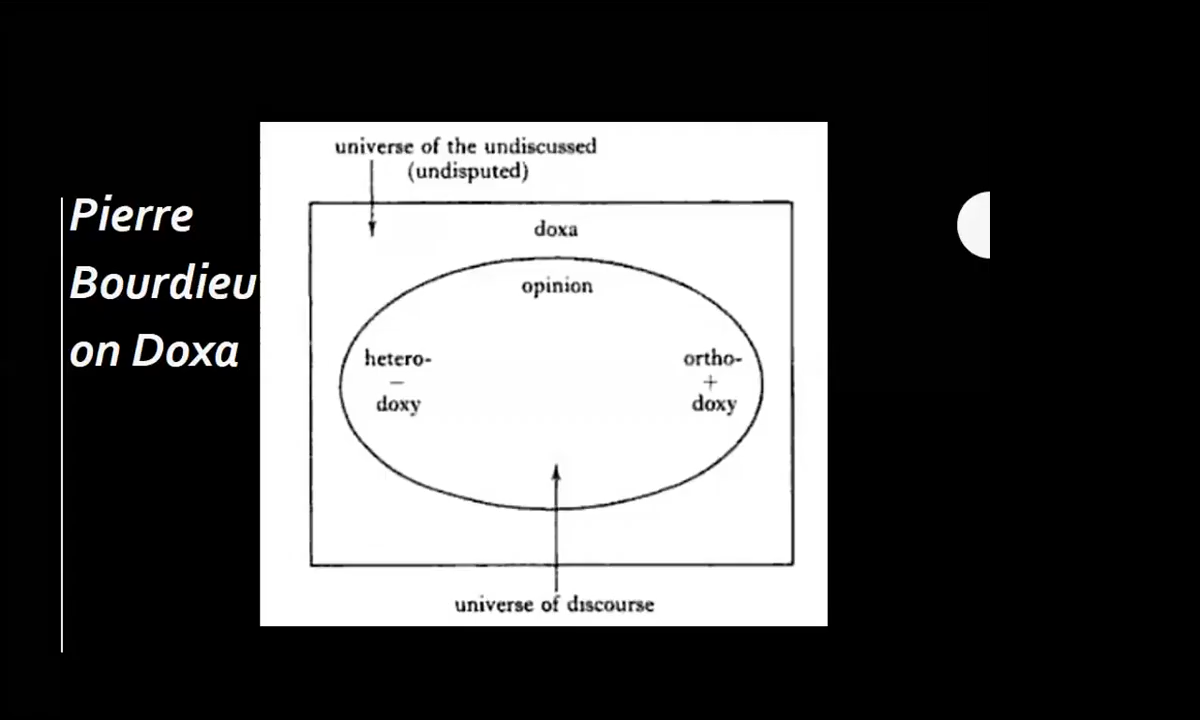 Pierre
Bourdieu
on Doxa
universe of the undiscussed
(undisputed)
doxa
opinion
hetero-
–
doxy
ortho-
+
doxy
universe of discourse